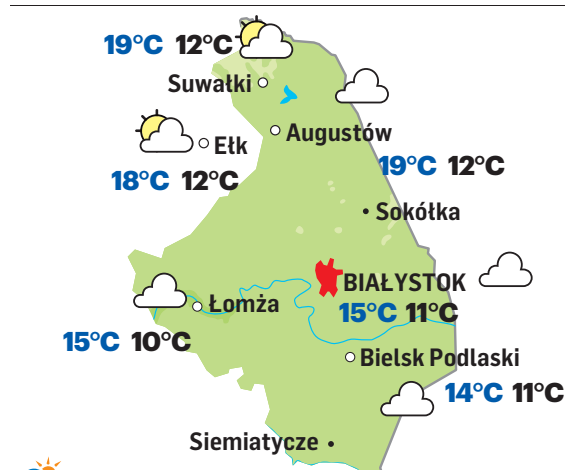 19°C 12°C
Suwałki
Augustów
Ełk
18°C 12°C
19°C 12°C
Sokółka
BIAŁYSTOK
Łomża
15°C 11°C
15°C 10°C
Bielsk Podlaski
14°C 11°C
Siemiatycze